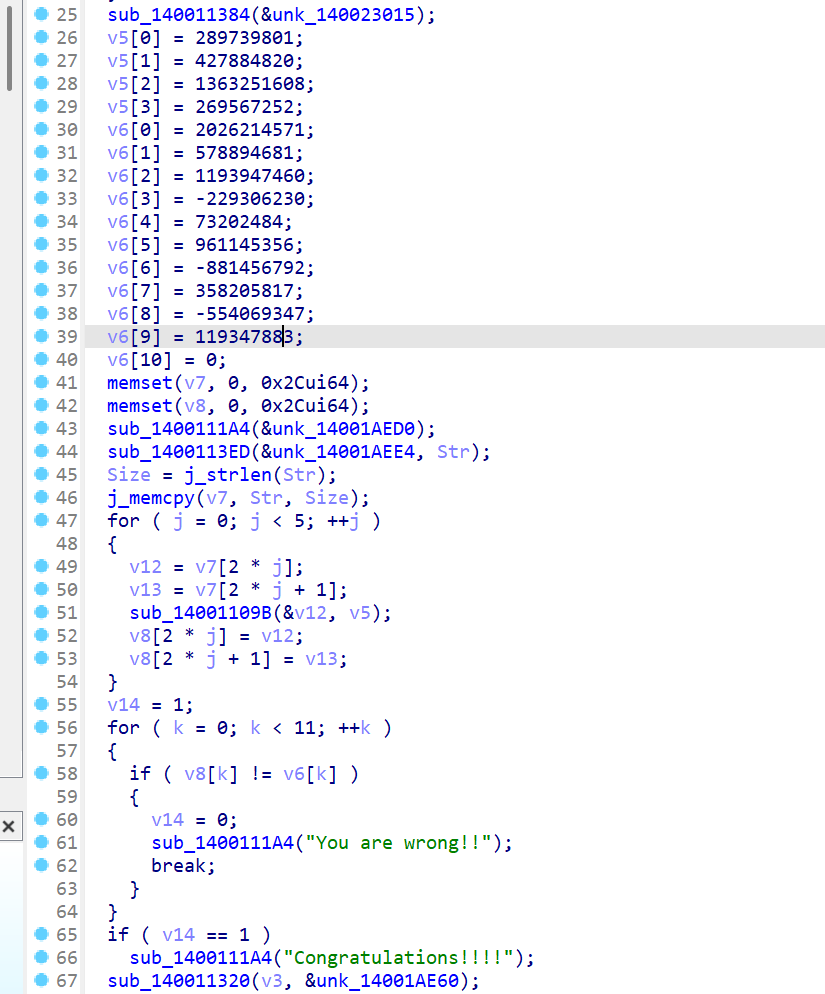 25 sub_140011384(&unk_140023015);
26 v5[0] = 289739801;
27 v5[1] = 427884820;
28 v5[2] = 1363251608;
29 v5[3] = 269567252;
30 v6[0] = 2026214571;
31 v6[1] = 578894681;
32 v6[2] = 1193947460;
33 v6[3] = -229306230;
34 v6[4] = 73202484;
35 v6[5] = 961145356;
36 v6[6] = -881456792;
37 v6[7] = 358205817;
38 v6[8] = -554069347;
39 v6[9] = 119347883;
40 v6[10] = 0;
41 memset(v7, 0, 0x2Cui64);
42 memset(v8, 0, 0x2Cui64);
43 sub_1400111A4(&unk_14001AED0);
44 sub_1400113ED(&unk_14001AEE4, Str);
45 Size = j_strlen(Str);
46 j_memcpy(v7, Str, Size);
47 for ( j = 0; j < 5; ++j )
48 {
49 v12 = v7[2 * j];
50 v13 = v7[2 * j + 1];
51 sub_14001109B(&v12, v5);
52 v8[2 * j] = v12;
53 v8[2 * j + 1] = v13;
54 }
55 v14 = 1;
56 for ( k = 0; k < 11; ++k )
57 {
58 if ( v8[k] != v6[k] )
59 {
60 v14 = 0;
61 sub_1400111A4("You are wrong!!");
62 break;
63 }
64 }
65 if ( v14 == 1 )
66 sub_1400111A4("Congratulations!!!!");
67 sub_140011320(v3, &unk_14001AE60);